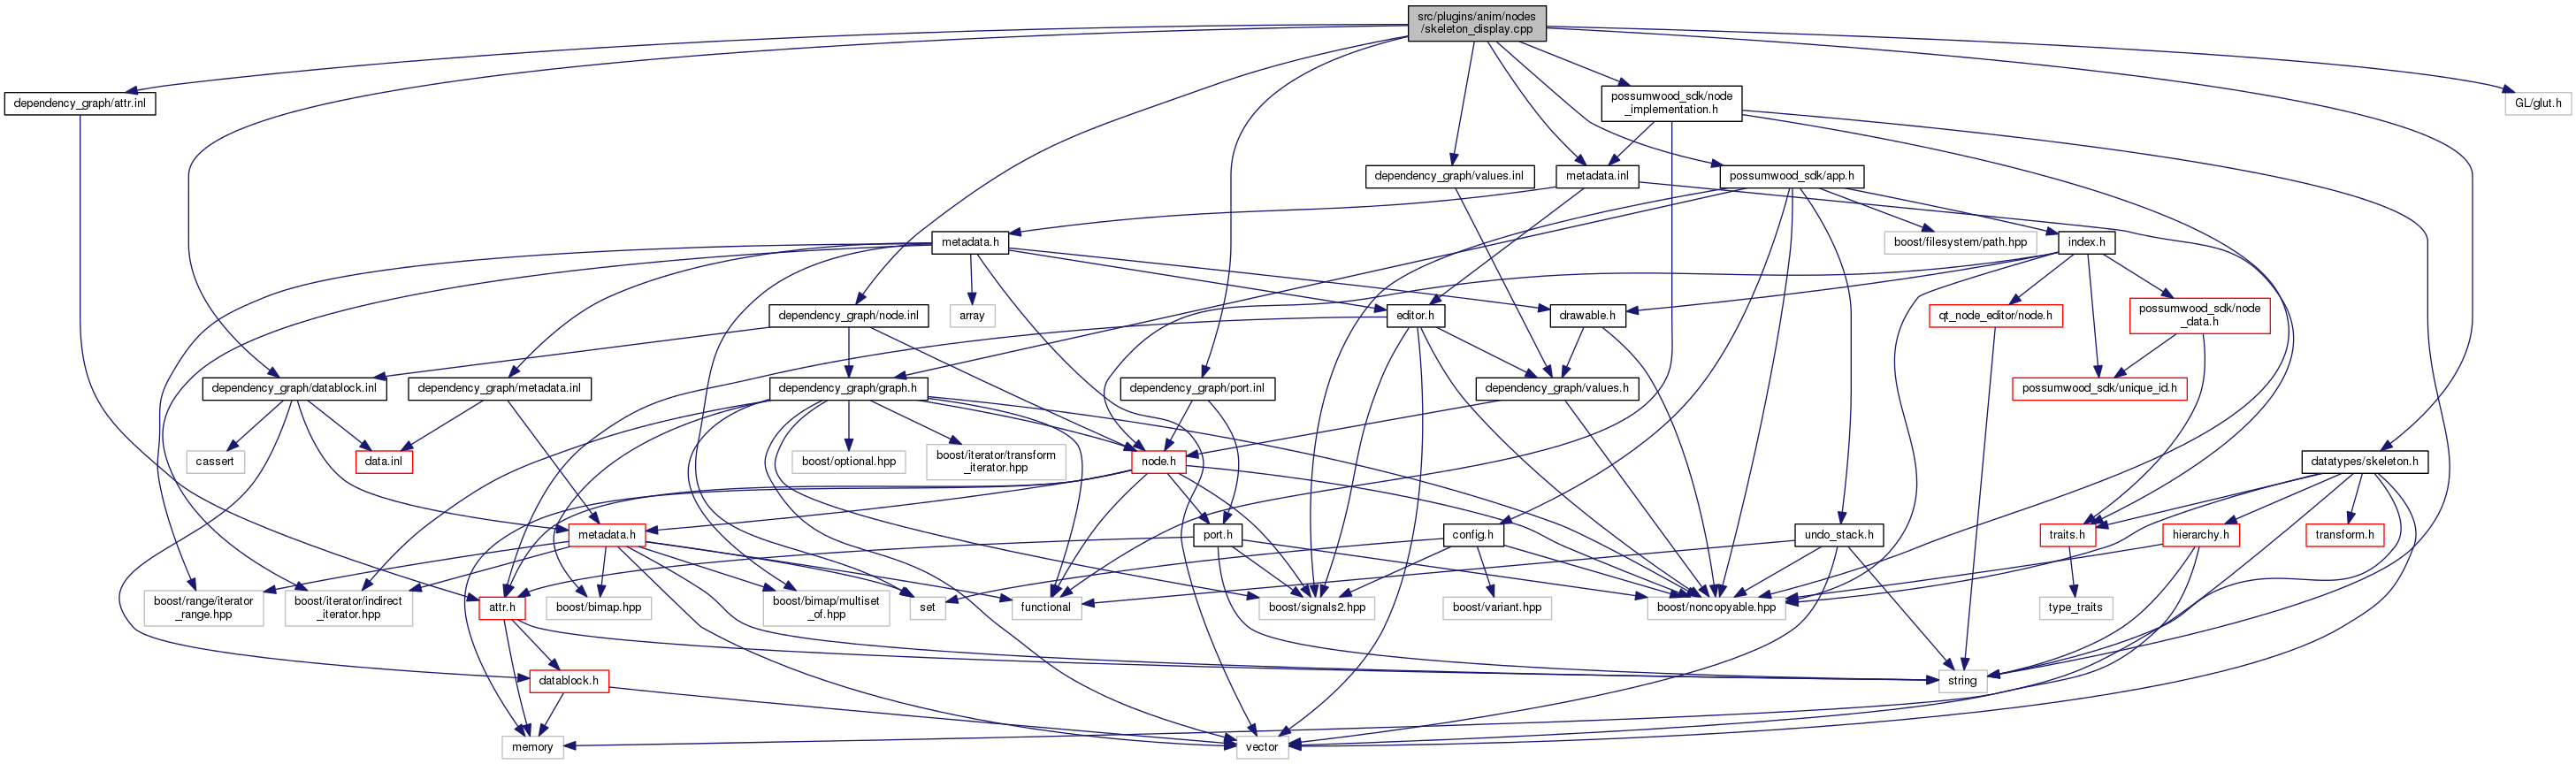 src/plugins/anim/nodes
/skeleton_display.cpp
dependency_graph/attr.inl
possumwood_sdk/node
_implementation.h
GL/glut.h
dependency_graph/values.inl
metadata.inl
possumwood_sdk/app.h
metadata.h
boost/filesystem/path.hpp
index.h
dependency_graph/node.inl
array
editor.h
drawable.h
qt_node_editor/node.h
possumwood_sdk/node
_data.h
dependency_graph/datablock.inl
dependency_graph/metadata.inl
dependency_graph/graph.h
dependency_graph/port.inl
dependency_graph/values.h
possumwood_sdk/unique_id.h
cassert
data.inl
boost/optional.hpp
boost/iterator/transform
_iterator.hpp
node.h
datatypes/skeleton.h
metadata.h
port.h
config.h
undo_stack.h
traits.h
hierarchy.h
transform.h
boost/range/iterator
_range.hpp
boost/iterator/indirect
_iterator.hpp
attr.h
boost/bimap.hpp
boost/bimap/multiset
_of.hpp
set
functional
boost/signals2.hpp
boost/variant.hpp
boost/noncopyable.hpp
type_traits
datablock.h
string
memory
vector